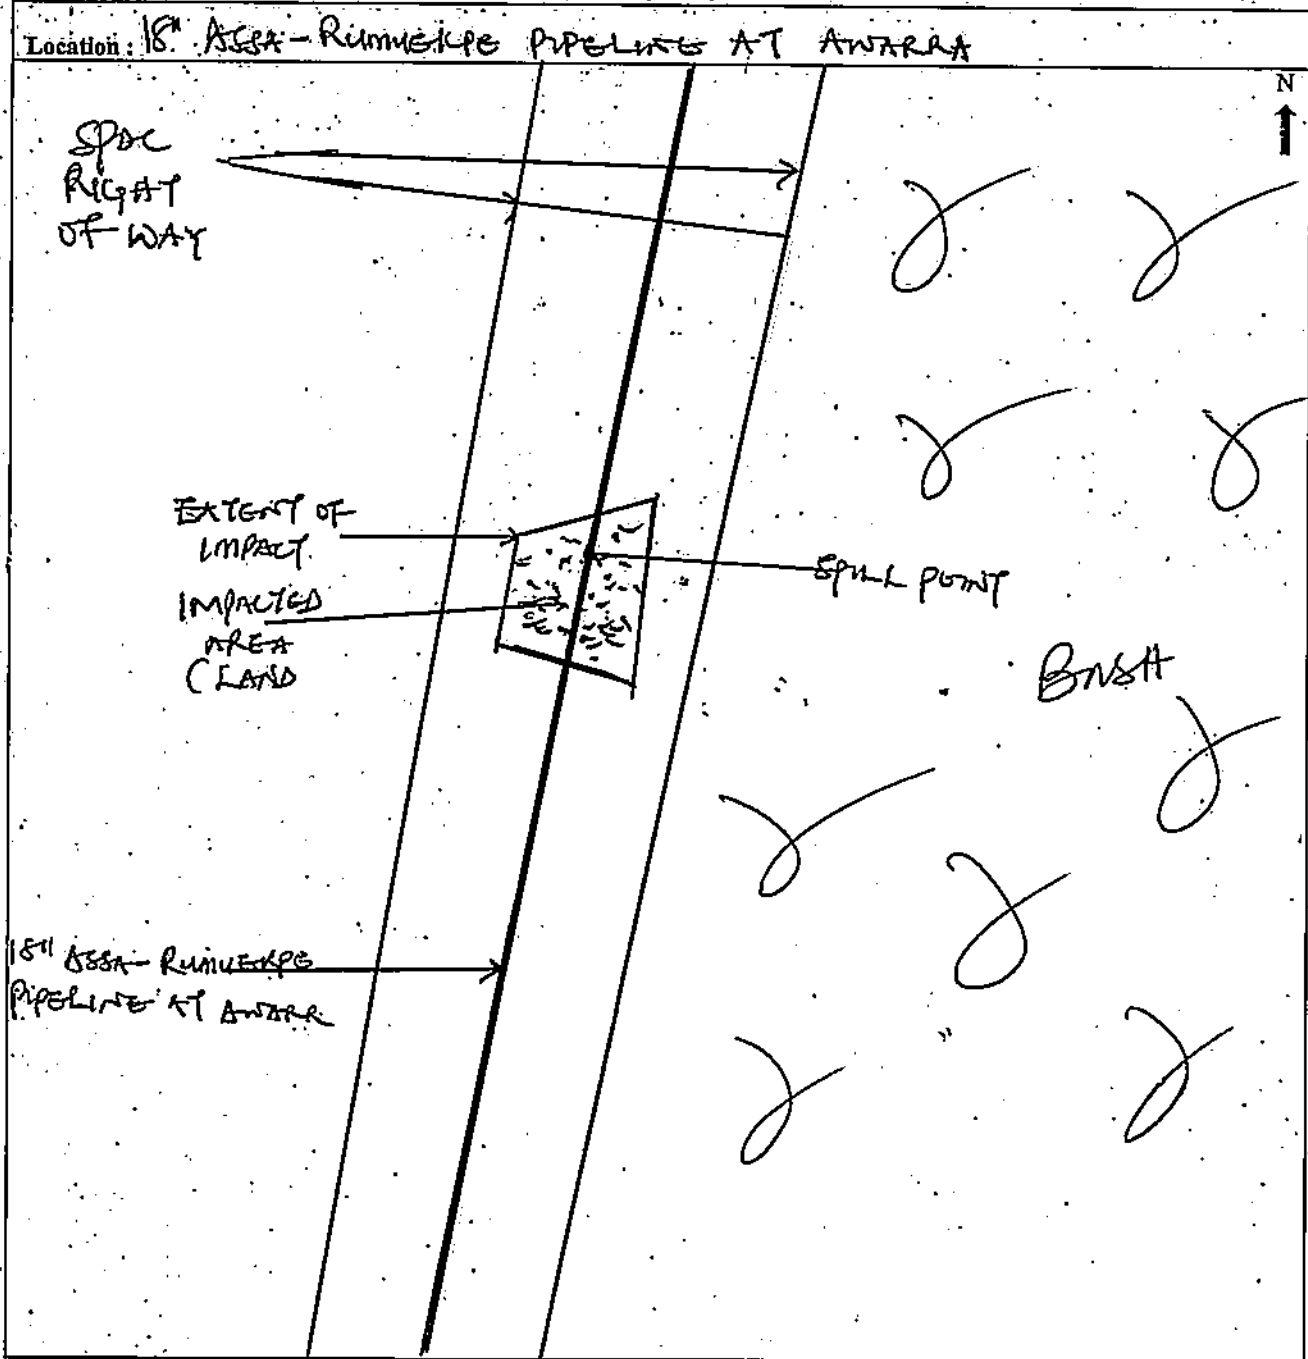 Location: 18" ASSA-RUMUEKPE PIPELINE AT AWARRA
N
SPDC
RIGHT
OF WAY
EXTENT OF
IMPACT.
IMPACTED
AREA
(LAND
SPILL POINT
BUSH
18" ASSA-RUMUEKPE
PIPELINE AT AWARR